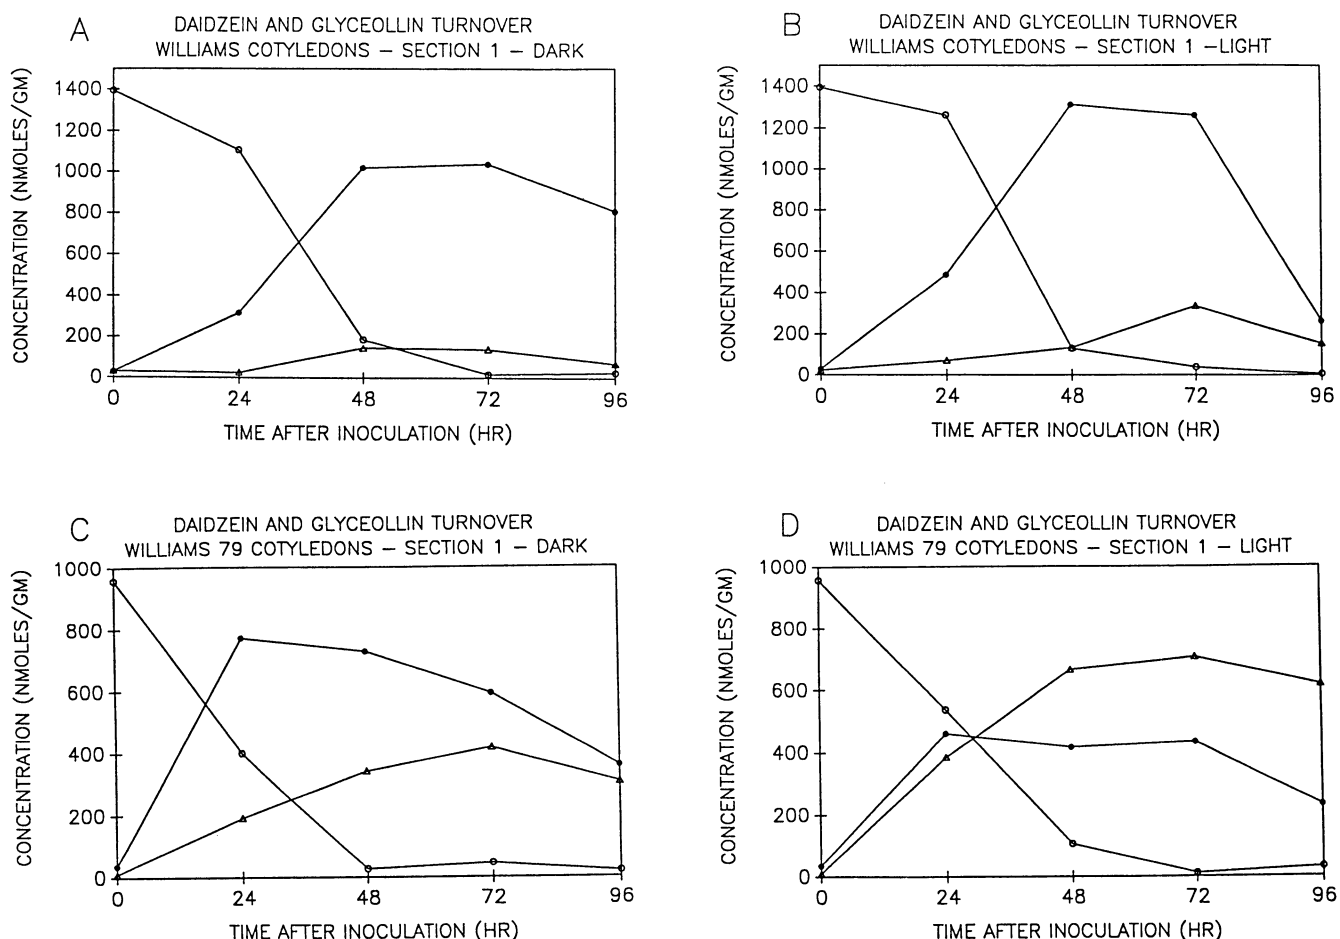 A
DAIDZEIN AND GLYCEOLLIN TURNOVER
WILLIAMS COTYLEDONS – SECTION 1 – DARK
CONCENTRATION (NMOLES/GM)
1400
1200
1000
800
600
400
200
0
0 24 48 72 96
TIME AFTER INOCULATION (HR)
B
DAIDZEIN AND GLYCEOLLIN TURNOVER
WILLIAMS COTYLEDONS – SECTION 1 –LIGHT
CONCENTRATION (NMOLES/GM)
1400
1200
1000
800
600
400
200
0
0 24 48 72 96
TIME AFTER INOCULATION (HR)
C
DAIDZEIN AND GLYCEOLLIN TURNOVER
WILLIAMS 79 COTYLEDONS – SECTION 1 – DARK
CONCENTRATION (NMOLES/GM)
1000
800
600
400
200
0
0 24 48 72 96
TIME AFTER INOCULATION (HR)
D
DAIDZEIN AND GLYCEOLLIN TURNOVER
WILLIAMS 79 COTYLEDONS – SECTION 1 – LIGHT
CONCENTRATION (NMOLES/GM)
1000
800
600
400
200
0
0 24 48 72 96
TIME AFTER INOCULATION (HR)